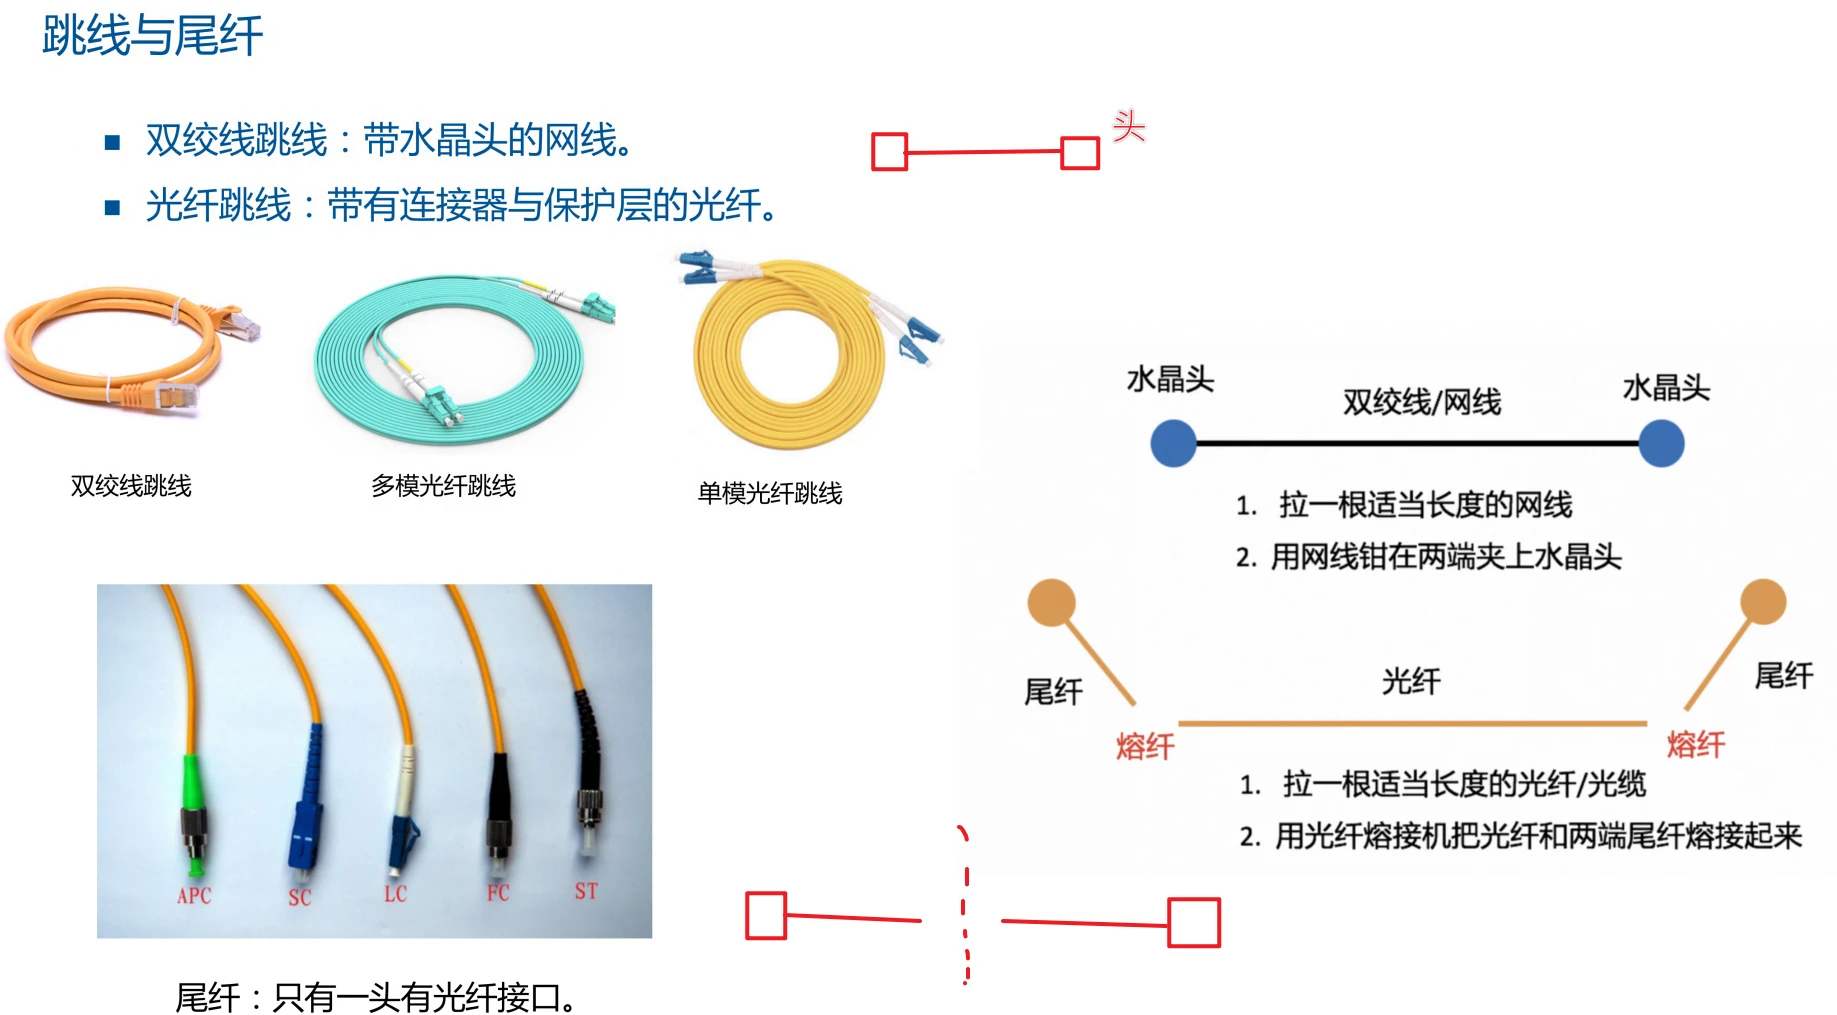 跳线与尾纤
双绞线跳线：带水晶头的网线。
头
光纤跳线：带有连接器与保护层的光纤。
双绞线跳线
多模光纤跳线
单模光纤跳线
水晶头
双绞线/网线
水晶头
1. 拉一根适当长度的网线
2. 用网线钳在两端夹上水晶头
尾纤
光纤
尾纤
熔纤
熔纤
1. 拉一根适当长度的光纤/光缆
2. 用光纤熔接机把光纤和两端尾纤熔接起来
APC
SC
LC
FC
ST
尾纤：只有一头有光纤接口。